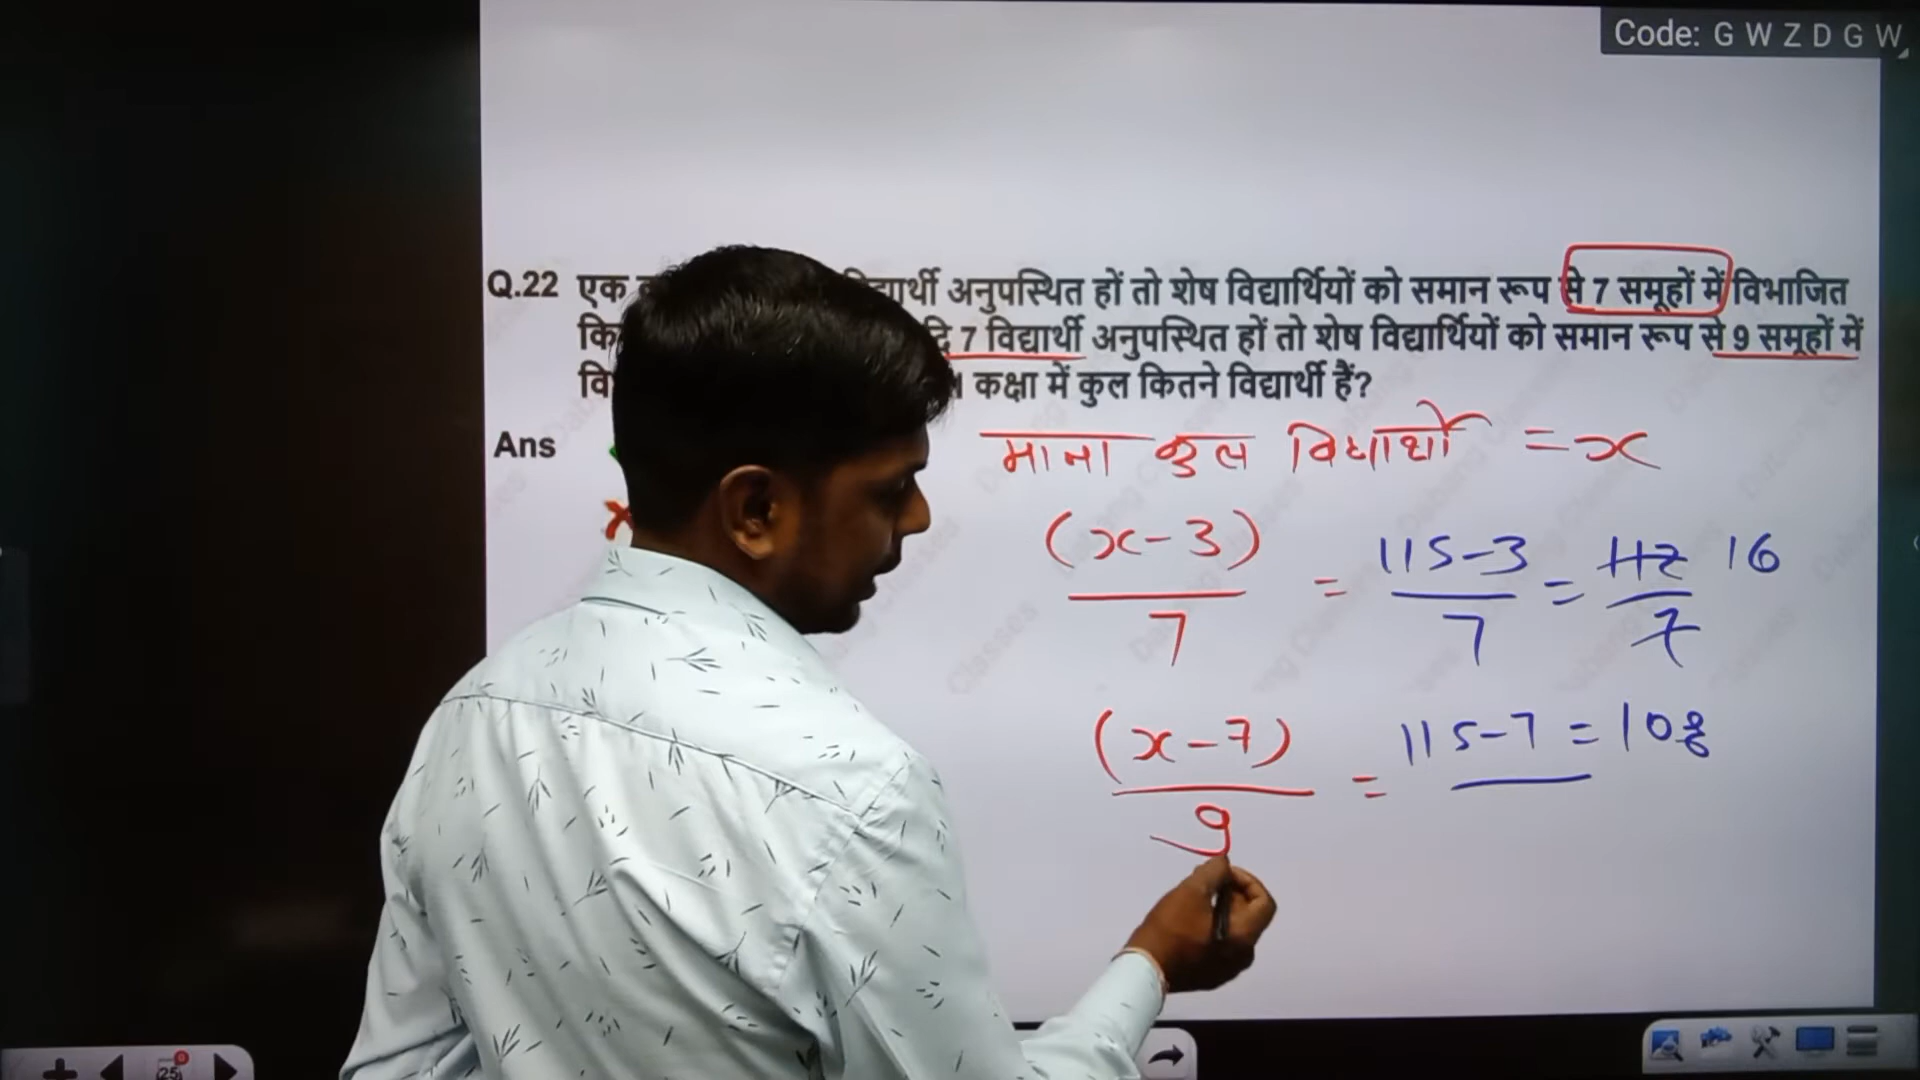 Code: G W Z D G W
Q.22 एक विद्यार्थी अनुपस्थित हों तो शेष विद्यार्थियों को समान रूप से 7 समूहों में विभाजित
7 विद्यार्थी अनुपस्थित हों तो शेष विद्यार्थियों को समान रूप से 9 समूहों में
कक्षा में कुल कितने विद्यार्थी हैं?
Ans
माना कुल विद्यार्थी = x
(x-3) / 7 = 115-3 / 7 = 112 / 7 16
(x-7) / 9 = 115-7 = 108
25